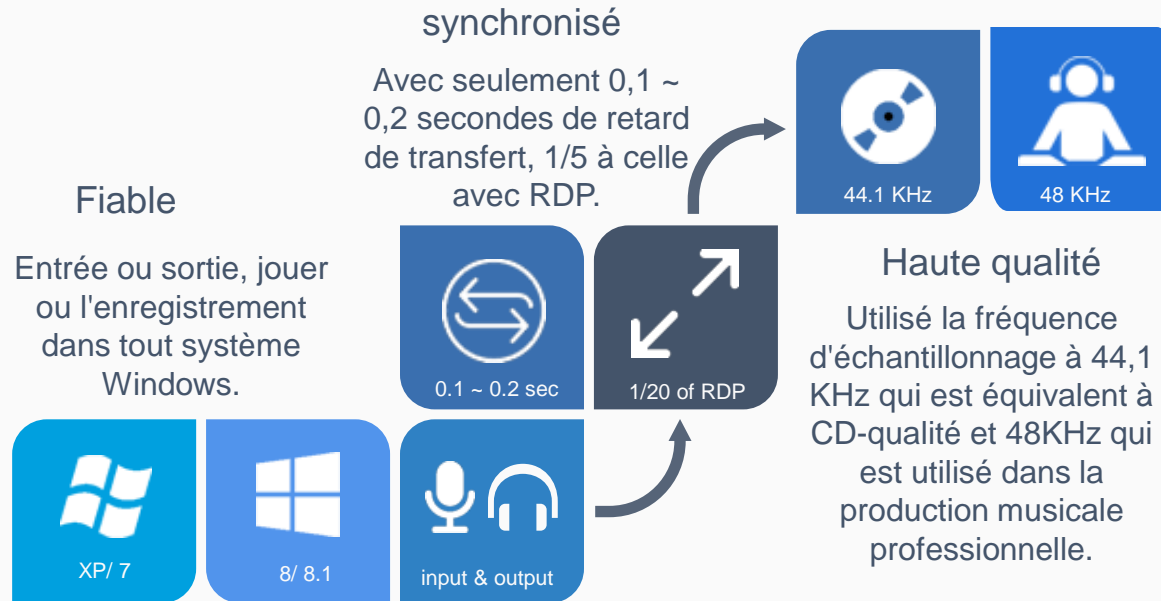 Fiable
Entrée ou sortie, jouer
ou l'enregistrement
dans tout système
Windows.
XP/ 7
8/ 8.1
input & output
synchronisé
Avec seulement 0,1 ~
0,2 secondes de retard
de transfert, 1/5 à celle
avec RDP.
0.1 ~ 0.2 sec
1/20 of RDP
44.1 KHz
48 KHz
Haute qualité
Utilisé la fréquence
d'échantillonnage à 44,1
KHz qui est équivalent à
CD-qualité et 48KHz qui
est utilisé dans la
production musicale
professionnelle.